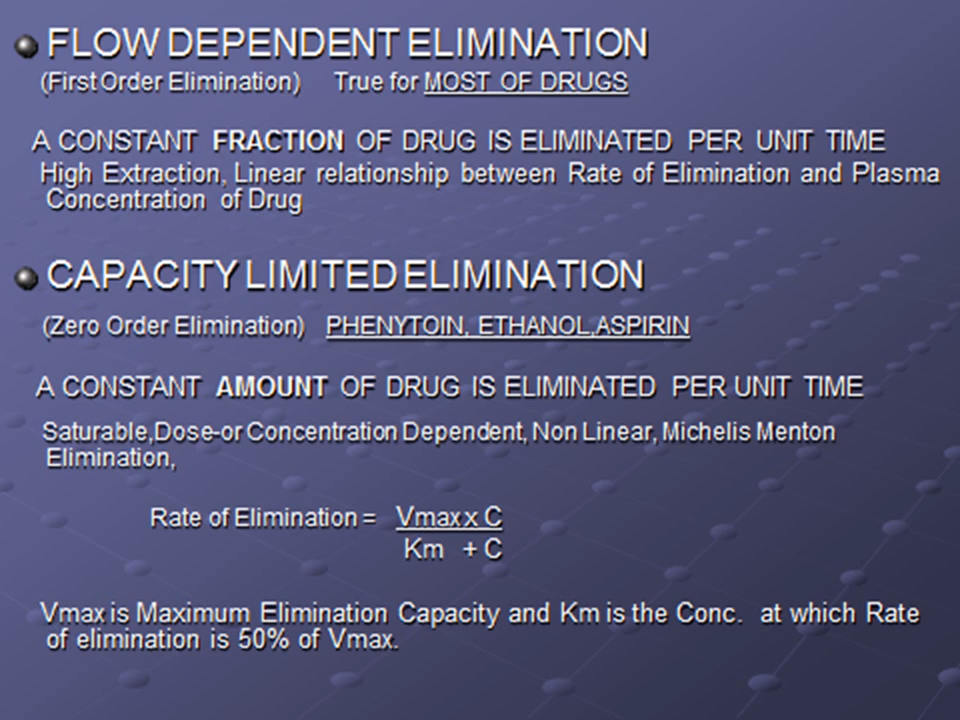 FLOW DEPENDENT ELIMINATION
(First Order Elimination) True for MOST OF DRUGS
A CONSTANT FRACTION OF DRUG IS ELIMINATED PER UNIT TIME
High Extraction, Linear relationship between Rate of Elimination and Plasma
Concentration of Drug
CAPACITY LIMITED ELIMINATION
(Zero Order Elimination) PHENYTOIN, ETHANOL,ASPIRIN
A CONSTANT AMOUNT OF DRUG IS ELIMINATED PER UNIT TIME
Saturable,Dose-or Concentration Dependent, Non Linear, Michelis Menton
Elimination,
Rate of Elimination = Vmax x C
Km + C
Vmax is Maximum Elimination Capacity and Km is the Conc. at which Rate
of elimination is 50% of Vmax.